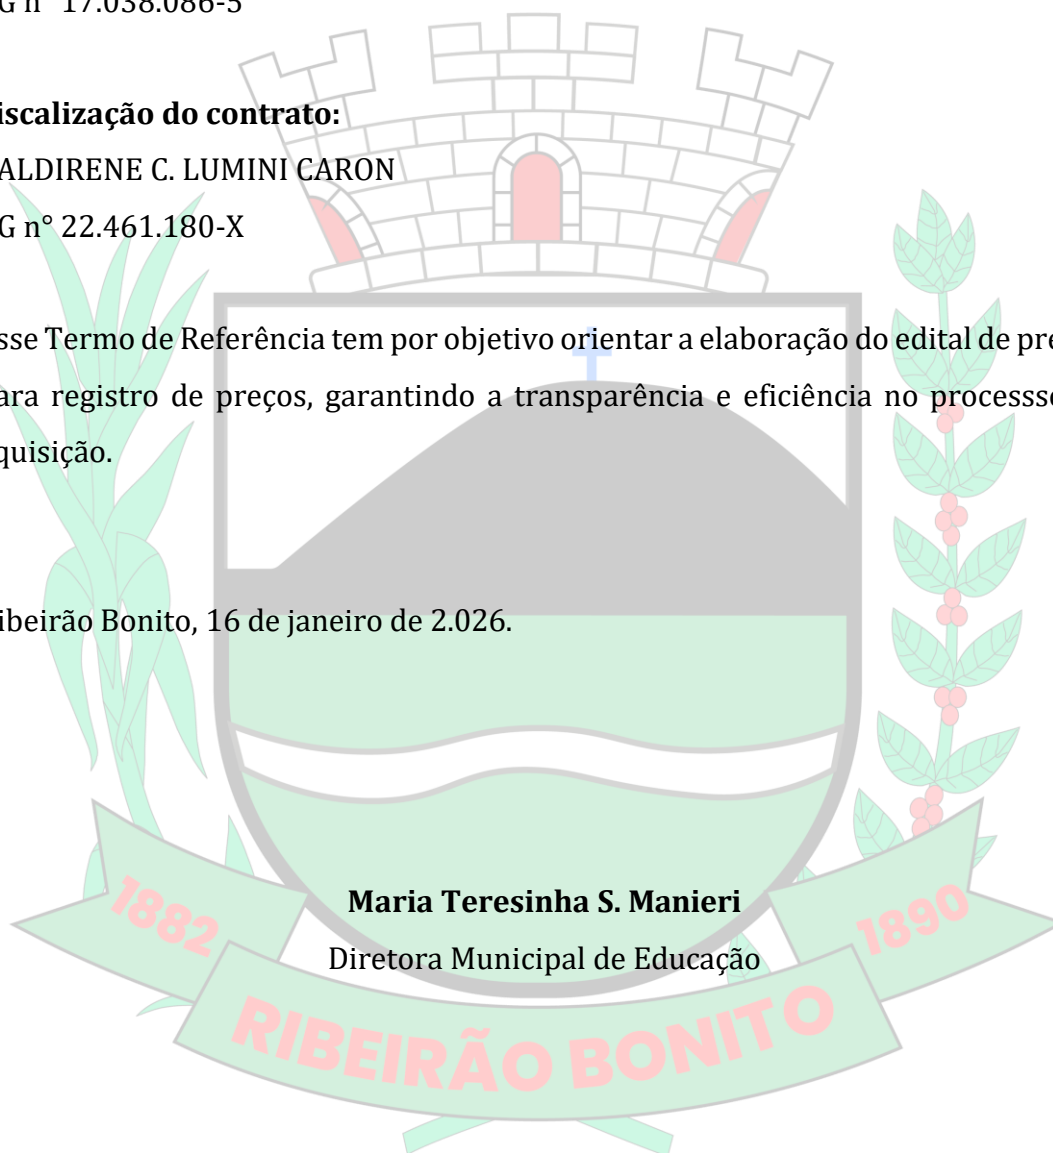 G n° 17.038.086-5
iscalização do contrato:
ALDIRENE C. LUMINI CARON
G n° 22.461.180-X
sse Termo de Referência tem por objetivo orientar a elaboração do edital de pre
ara registro de preços, garantindo a transparência e eficiência no processso
quisição.
ibeirão Bonito, 16 de janeiro de 2.026.
Maria Teresinha S. Manieri
Diretora Municipal de Educação
1882
1890
RIBEIRÃO BONITO